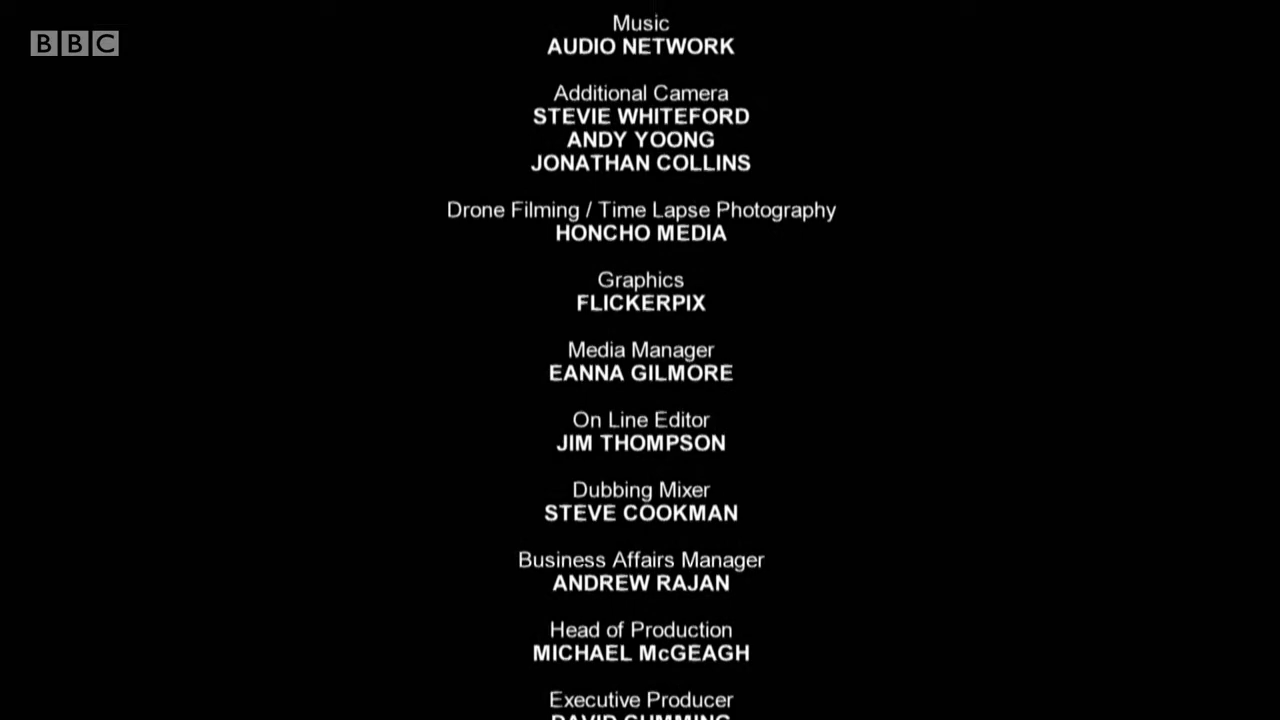 BBC
Music
AUDIO NETWORK
Additional Camera
STEVIE WHITEFORD
ANDY YOONG
JONATHAN COLLINS
Drone Filming / Time Lapse Photography
HONCHO MEDIA
Graphics
FLICKERPIX
Media Manager
EANNA GILMORE
On Line Editor
JIM THOMPSON
Dubbing Mixer
STEVE COOKMAN
Business Affairs Manager
ANDREW RAJAN
Head of Production
MICHAEL McGEAGH
Executive Producer
DAVID CUMMING